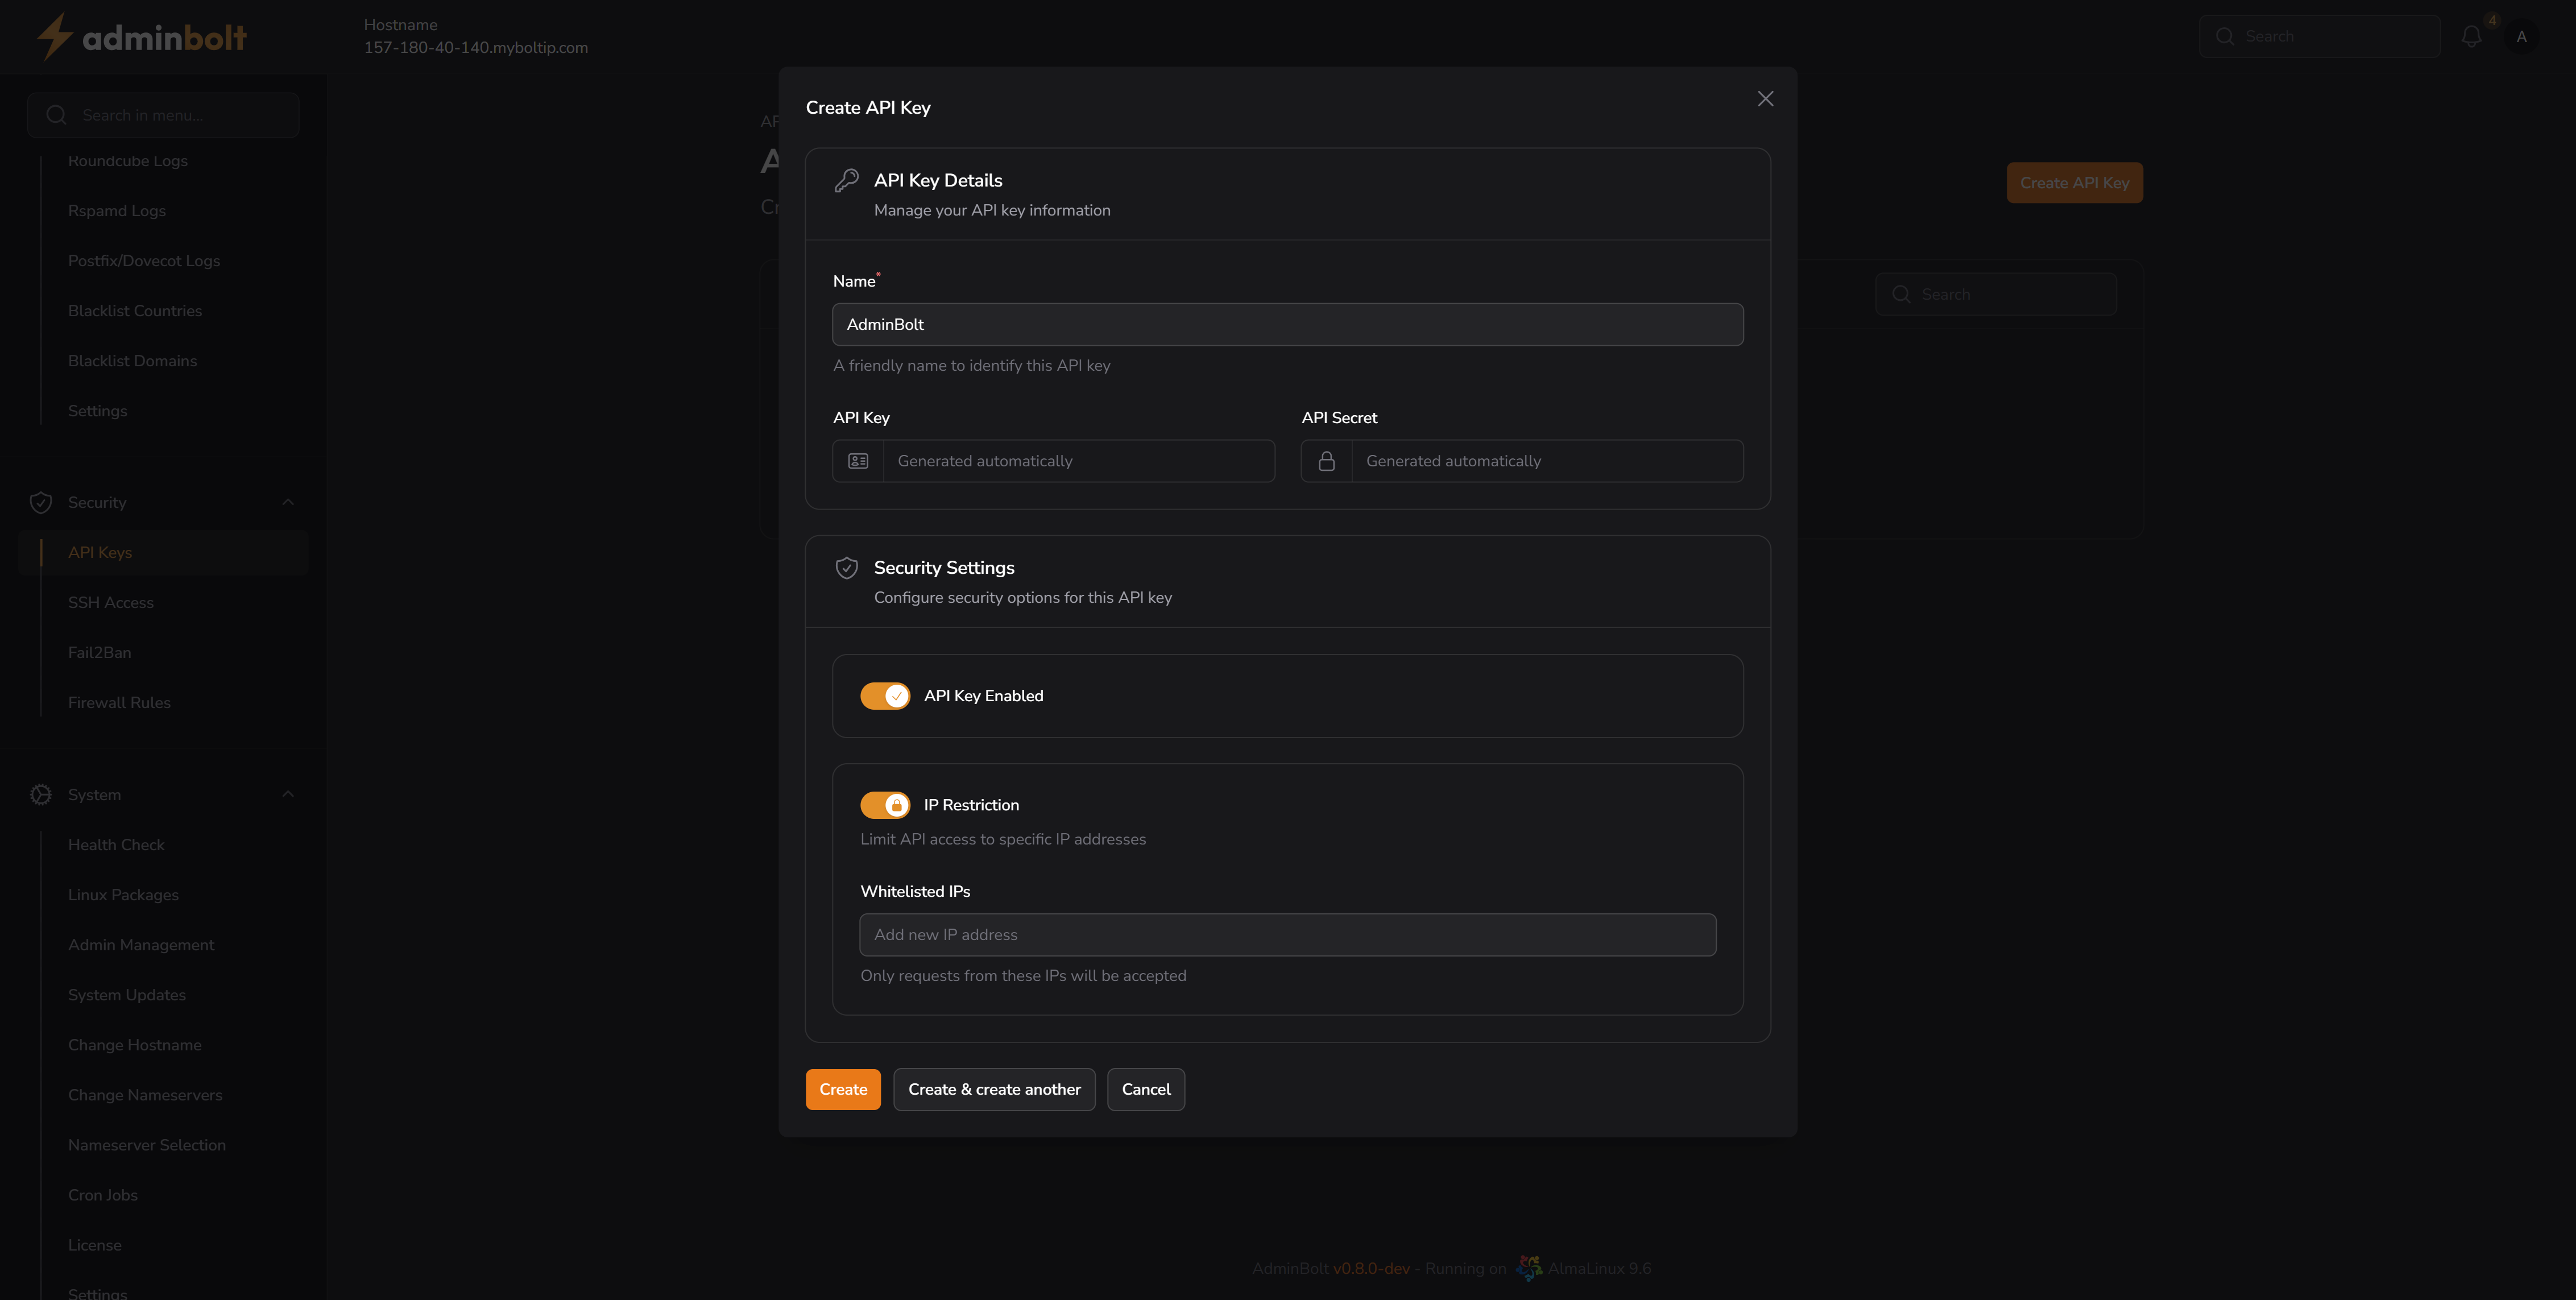 adminbolt
Hostname
157-180-40-140.myboltip.com
Search
4
A
Search in menu...
Roundcube Logs
Rspamd Logs
Postfix/Dovecot Logs
Blacklist Countries
Blacklist Domains
Settings
Security
API Keys
SSH Access
Fail2Ban
Firewall Rules
System
Health Check
Linux Packages
Admin Management
System Updates
Change Hostname
Change Nameservers
Nameserver Selection
Cron Jobs
License
Settings
Create API Key
Search
Create API Key
API Key Details
Manage your API key information
Name*
AdminBolt
A friendly name to identify this API key
API Key
API Secret
Generated automatically
Generated automatically
Security Settings
Configure security options for this API key
API Key Enabled
IP Restriction
Limit API access to specific IP addresses
Whitelisted IPs
Add new IP address
Only requests from these IPs will be accepted
Create
Create & create another
Cancel
AdminBolt v0.8.0-dev - Running on AlmaLinux 9.6